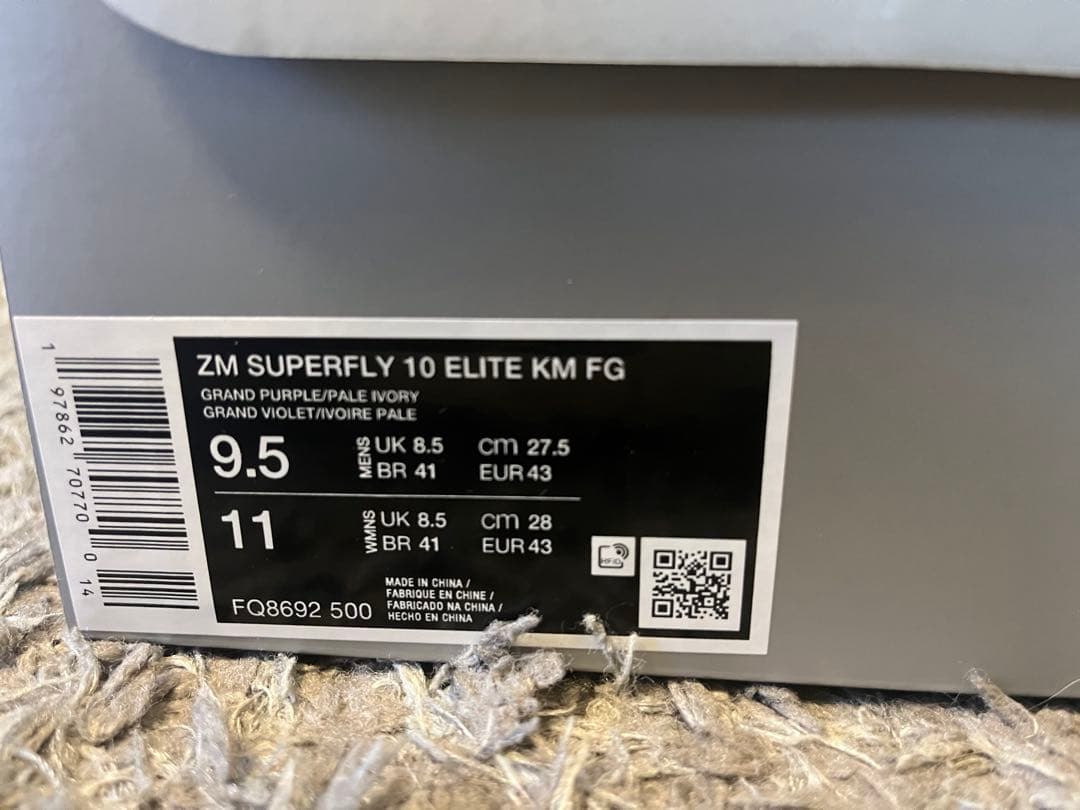 ZM SUPERFLY 10 ELITE KM FG
GRAND PURPLE/PALE IVORY
GRAND VIOLET/IVOIRE PALE
9.5 MENS UK 8.5 cm 27.5
BR 41 EUR 43
11 WMNS UK 8.5 cm 28
BR 41 EUR 43
FQ8692 500
MADE IN CHINA /
FABRIQUE EN CHINE /
FABRICADO NA CHINA /
HECHO EN CHINA
RFID
1 97862 70770 0 14